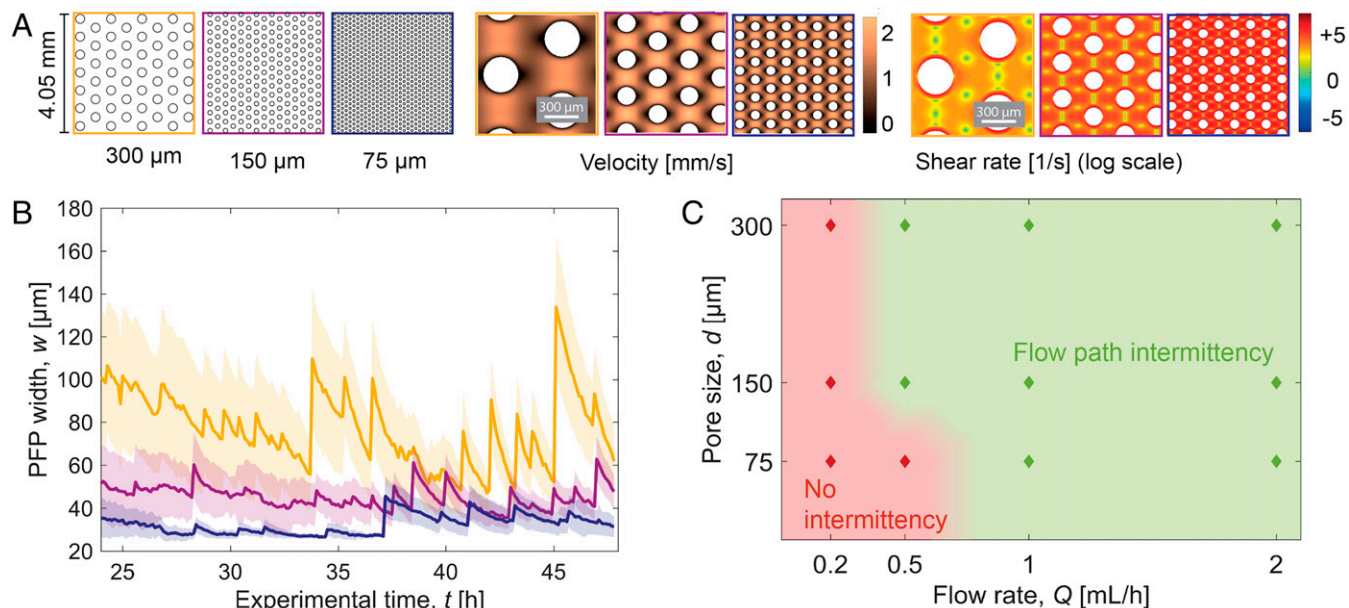 A
4.05 mm
300 µm
150 µm
75 µm
300 µm
2
1
0
Velocity [mm/s]
300 µm
+5
0
-5
Shear rate [1/s] (log scale)
B
180
160
140
120
100
80
60
40
20
PFP width, w [µm]
25
30
35
40
45
Experimental time, t [h]
C
300
150
75
Pore size, d [µm]
Flow path intermittency
No
intermittency
0.2
0.5
1
2
Flow rate, Q [mL/h]